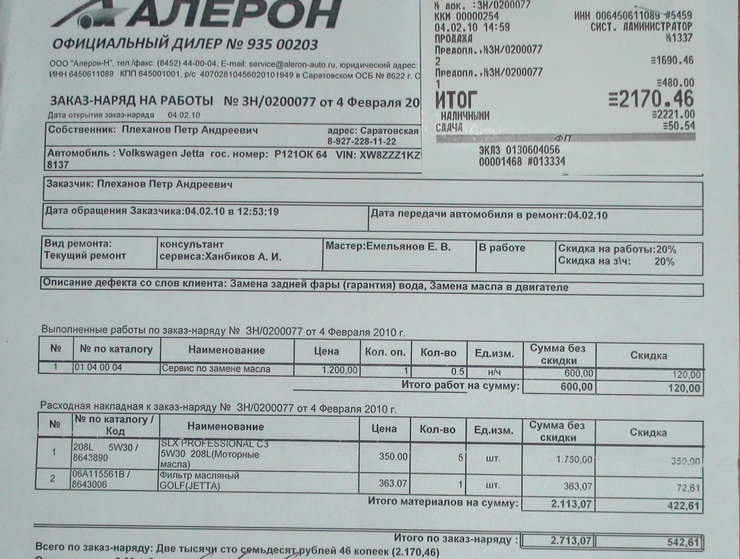 АЛЕРОН
ОФИЦИАЛЬНЫЙ ДИЛЕР № 935 00203
ООО "Алерон-Н", тел./факс: (8452) 44-00-04; E-mail: service@aleron-auto.ru, юридический адрес:
ИНН 6450611089 КПП 645001001, р/с 40702810456020101949 в Саратовском ОСБ № 8622 г. С
N док. :ЗН/0200077
ККМ 00000254 ИНН 006450611089 #5459
04.02.10 14:59 СИСТ. АДМИНИСТРАТОР
ПРОДАЖА N1337
Предопл..№ЗН/0200077
2 ≡1690.46
Предопл..№ЗН/0200077
1 ≡480.00
ИТОГ ≡2170.46
НАЛИЧНЫМИ ≡2221.00
СДАЧА ≡50.54
ФП
ЭКЛЗ 0130604056
00001468 #013334
ЗАКАЗ-НАРЯД НА РАБОТЫ № ЗН/0200077 от 4 Февраля 20
Дата открытия заказ-наряда 04.02.10
Собственник: Плеханов Петр Андреевич адрес: Саратовская
8-927-228-11-22
Автомобиль : Volkswagen Jetta гос. номер: Р121ОК 64 VIN: XW8ZZZ1KZ
8137
Заказчик: Плеханов Петр Андреевич
Дата обращения Заказчика:04.02.10 в 12:53:19 Дата передачи автомобиля в ремонт:04.02.10
Вид ремонта: консультант Мастер:Емельянов Е. В. В работе Скидка на работы:20%
Текущий ремонт сервиса:Ханбиков А. И. Скидка на з\ч: 20%
Описание дефекта со слов клиента: Замена задней фары (гарантия) вода, Замена масла в двигателе
Выполненные работы по заказ-наряду № ЗН/0200077 от 4 Февраля 2010 г.
№ № по каталогу Наименование Цена Кол. оп. Кол-во Ед.изм. Сумма без скидки Скидка
1 01 04 00 04 Сервис по замене масла 1.200,00 1 0.5 н/ч 600,00 120,00
Итого работ на сумму: 600,00 120,00
Расходная накладная к заказ-наряду № ЗН/0200077 от 4 Февраля 2010 г.
№ № по каталогу / Код Наименование Цена Кол-во Ед.изм. Сумма без скидки Скидка
1 208L 5W30 / 8643890 SLX PROFESSIONAL C3 5W30 208L(Моторные масла) 350.00 5 шт. 1.750,00 350,00
2 06A115561B / 8643006 Фильтр масляный GOLF(JETTA) 363.07 1 шт. 363,07 72,61
Итого материалов на сумму: 2.113,07 422,61
Итого по заказ-наряду : 2.713,07 542,61
Всего по заказ-наряду: Две тысячи сто семьдесят рублей 46 копеек (2.170,46)